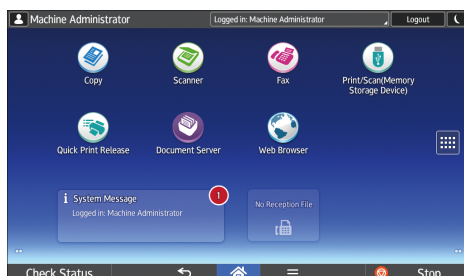 Machine Administrator
Logged in: Machine Administrator
Logout
Copy
Scanner
Fax
Print/Scan(Memory
Storage Device)
Quick Print Release
Document Server
Web Browser
System Message
1
Logged in: Machine Administrator
No Reception File
Check Status
Stop